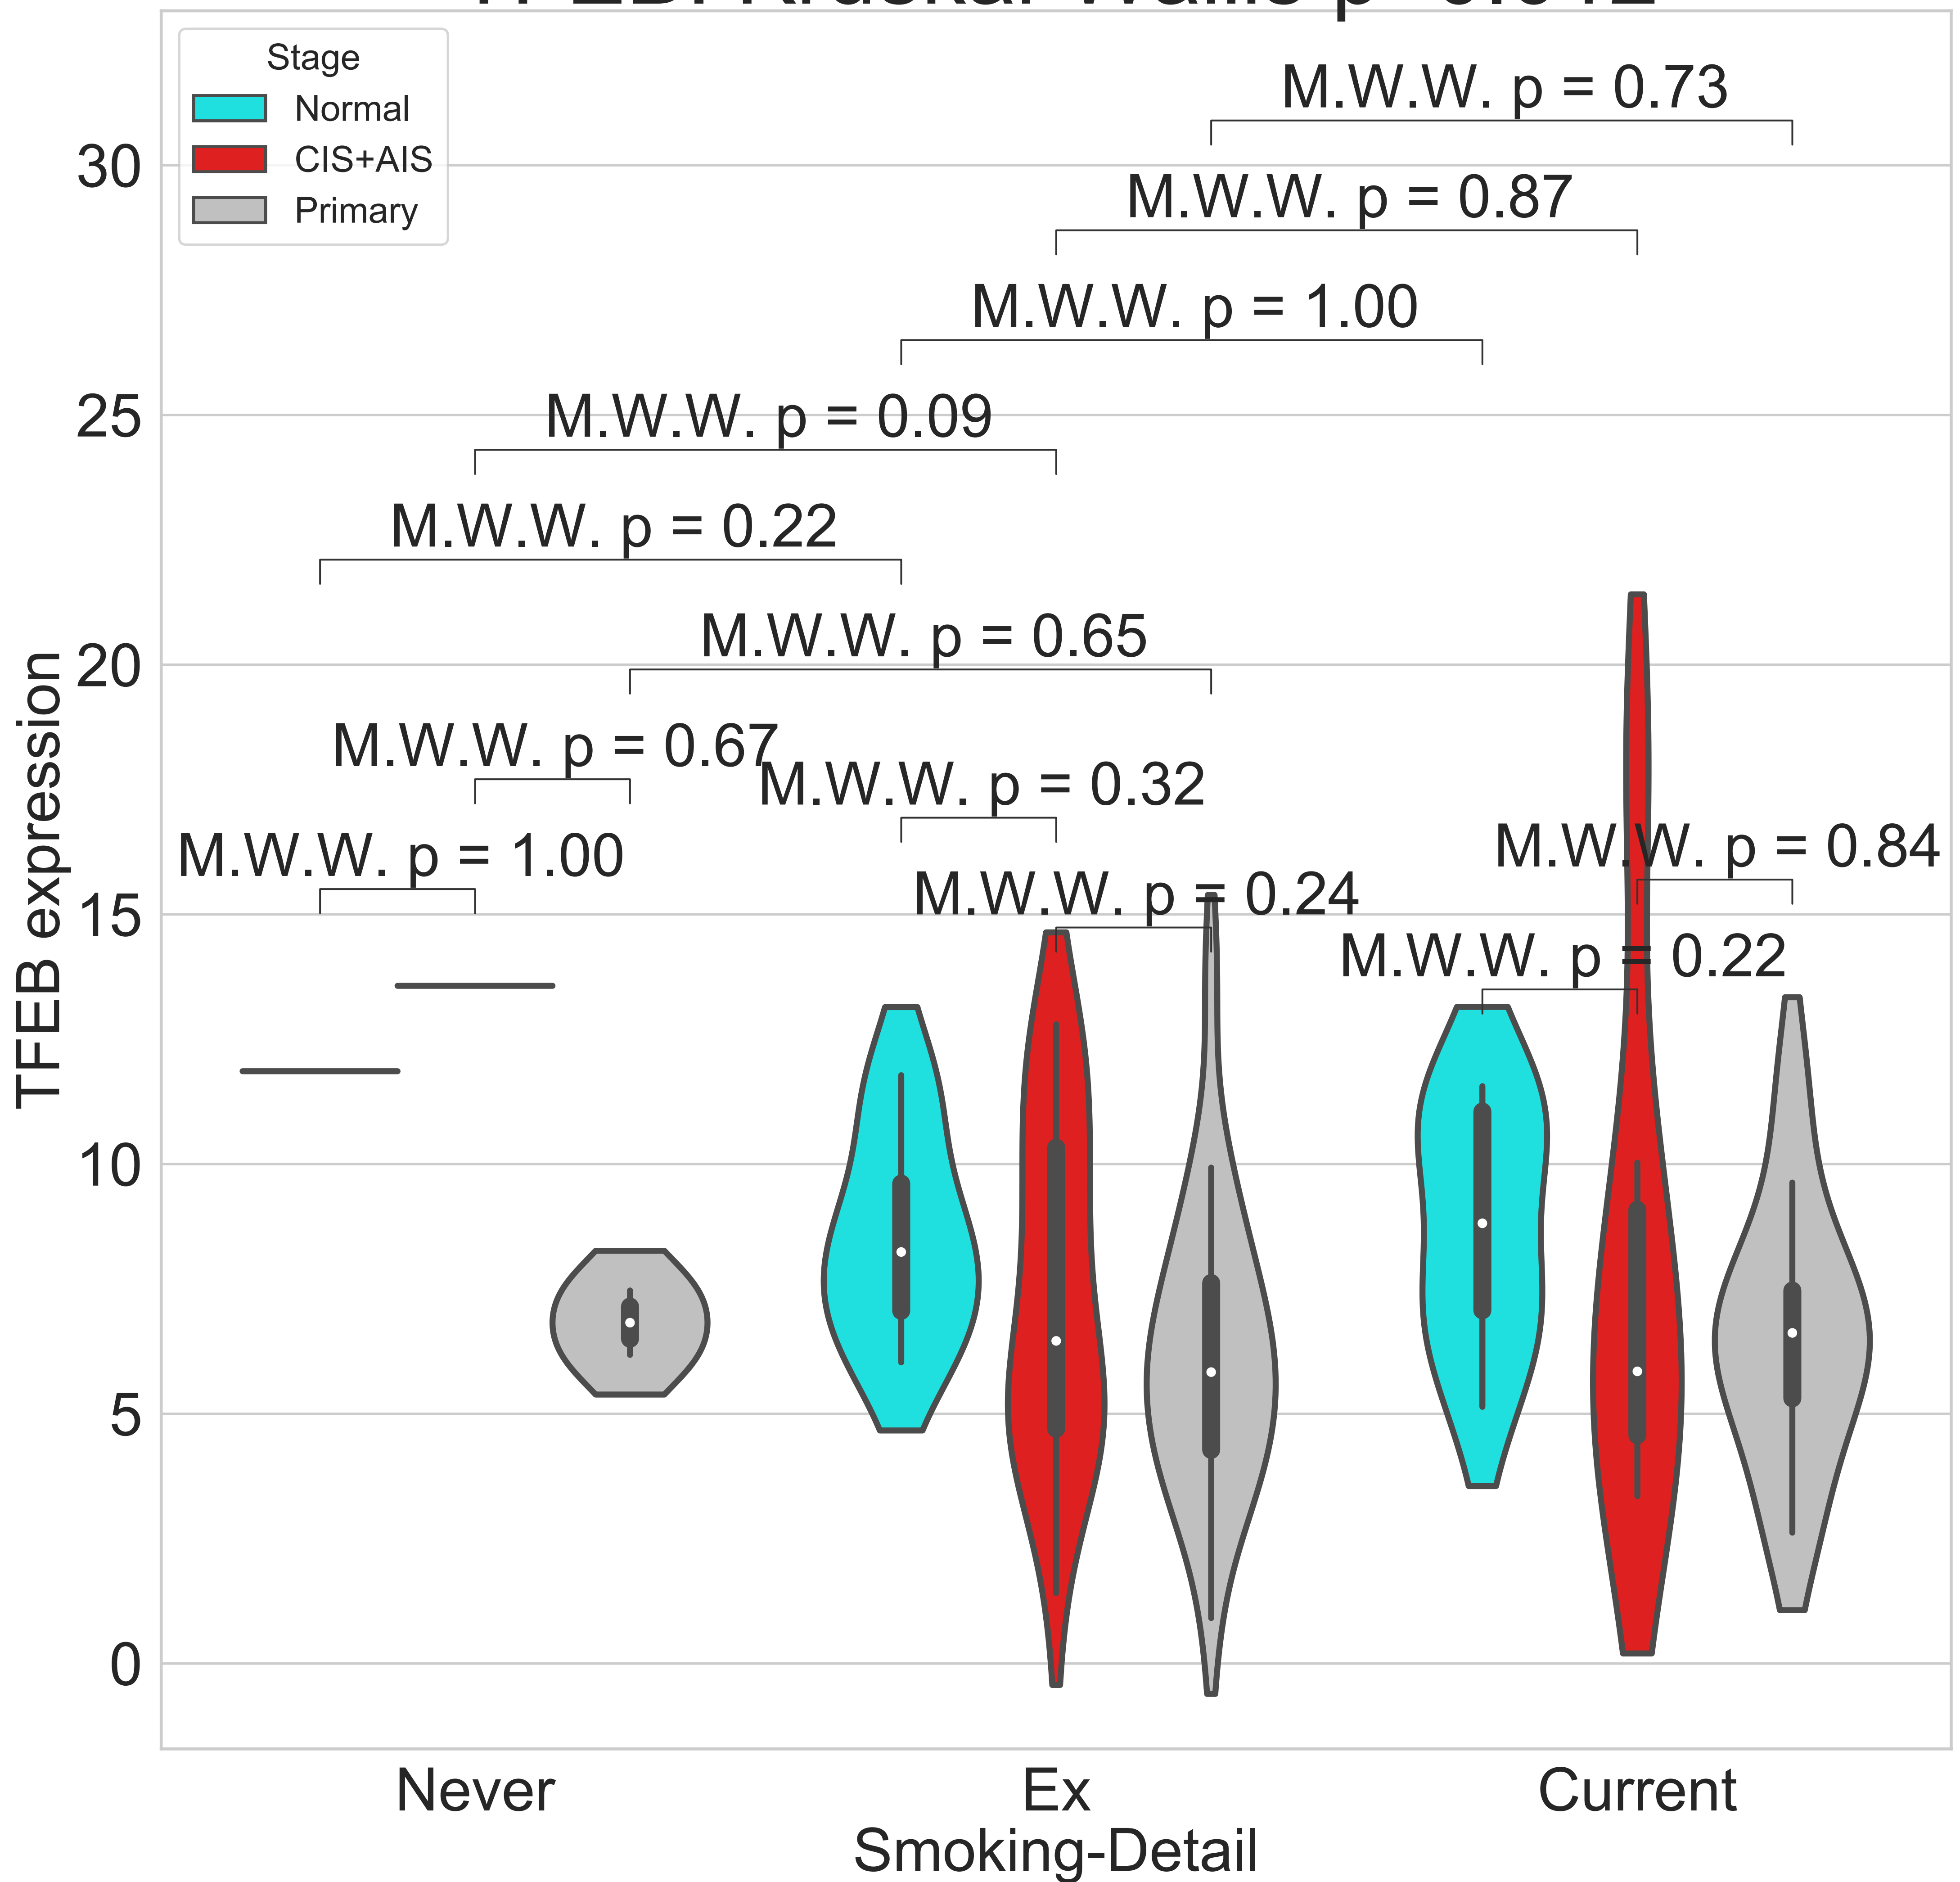 Stage
Normal
CIS+AIS
Primary
M.W.W. p = 0.73
M.W.W. p = 0.87
M.W.W. p = 1.00
M.W.W. p = 0.09
M.W.W. p = 0.22
M.W.W. p = 0.65
M.W.W. p = 0.67
M.W.W. p = 0.32
M.W.W. p = 1.00
M.W.W. p = 0.84
M.W.W. p = 0.24
M.W.W. p = 0.22
30
25
20
15
10
5
0
TFEB expression
Never
Ex
Current
Smoking-Detail